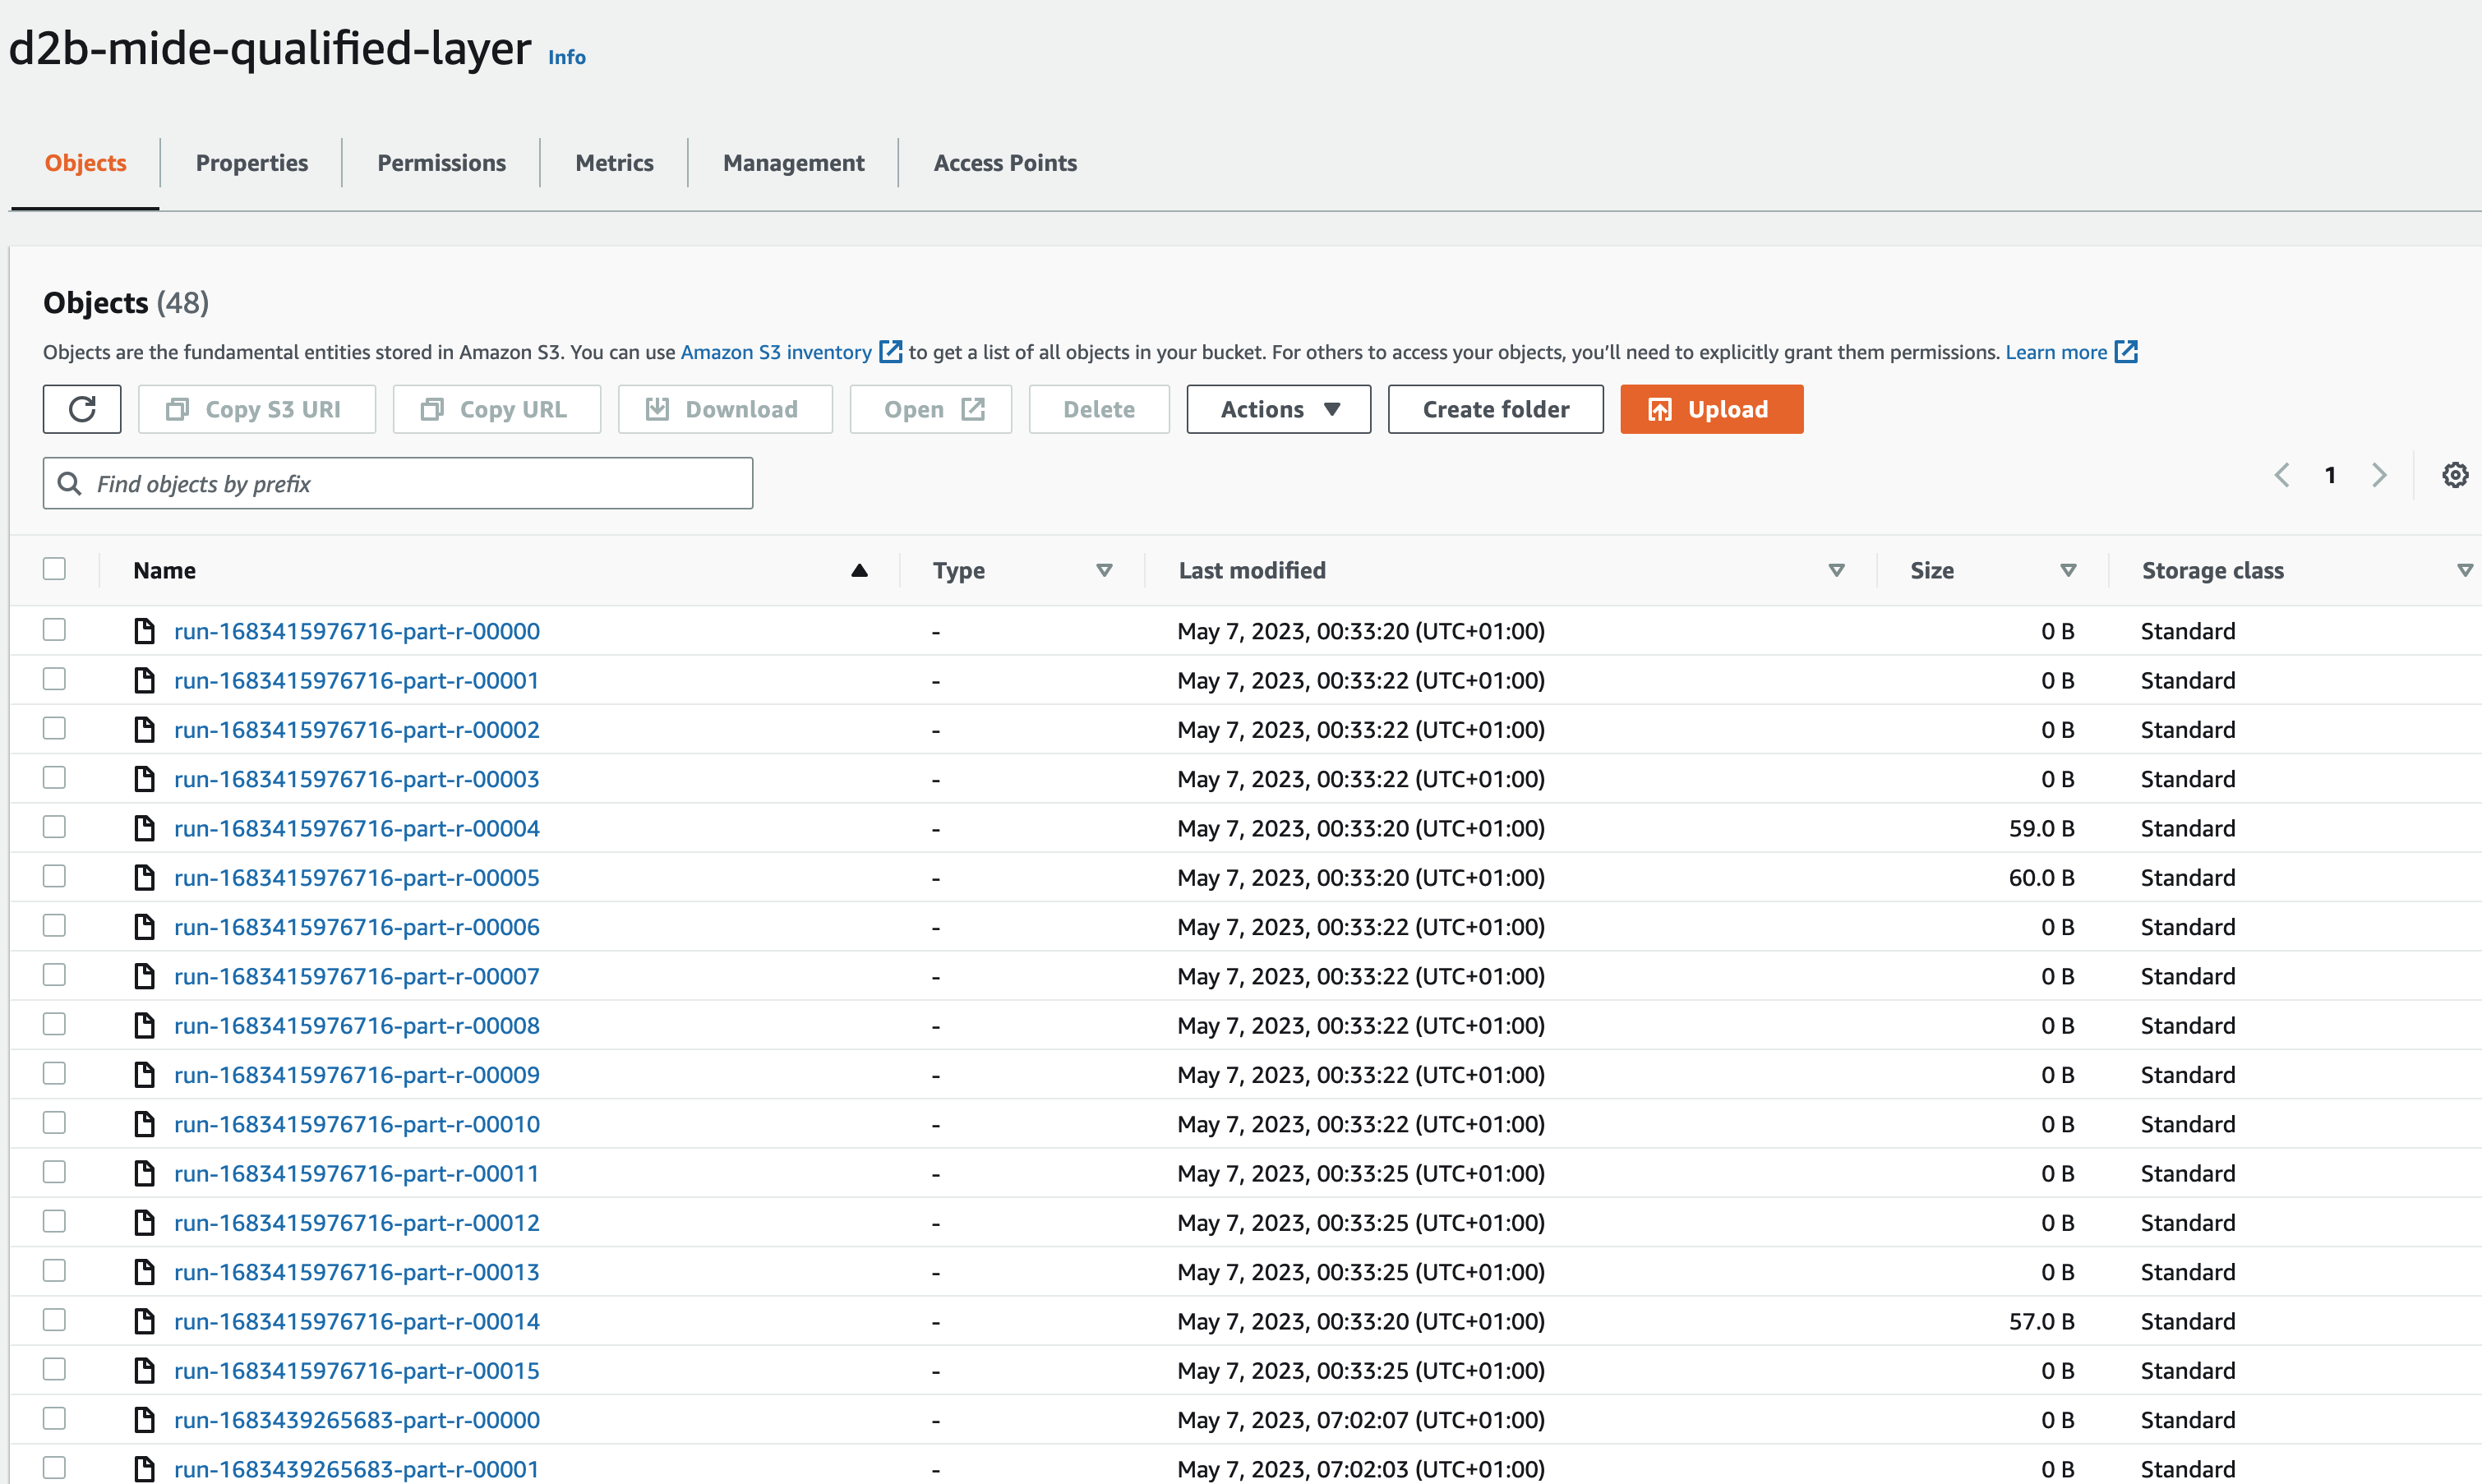 d2b-mide-qualified-layer Info
Objects Properties Permissions Metrics Management Access Points
Objects (48)
Objects are the fundamental entities stored in Amazon S3. You can use Amazon S3 inventory to get a list of all objects in your bucket. For others to access your objects, you’ll need to explicitly grant them permissions. Learn more
Copy S3 URI Copy URL Download Open Delete Actions Create folder Upload
Find objects by prefix 1
Name Type Last modified Size Storage class
run-1683415976716-part-r-00000 - May 7, 2023, 00:33:20 (UTC+01:00) 0 B Standard
run-1683415976716-part-r-00001 - May 7, 2023, 00:33:22 (UTC+01:00) 0 B Standard
run-1683415976716-part-r-00002 - May 7, 2023, 00:33:22 (UTC+01:00) 0 B Standard
run-1683415976716-part-r-00003 - May 7, 2023, 00:33:22 (UTC+01:00) 0 B Standard
run-1683415976716-part-r-00004 - May 7, 2023, 00:33:20 (UTC+01:00) 59.0 B Standard
run-1683415976716-part-r-00005 - May 7, 2023, 00:33:20 (UTC+01:00) 60.0 B Standard
run-1683415976716-part-r-00006 - May 7, 2023, 00:33:22 (UTC+01:00) 0 B Standard
run-1683415976716-part-r-00007 - May 7, 2023, 00:33:22 (UTC+01:00) 0 B Standard
run-1683415976716-part-r-00008 - May 7, 2023, 00:33:22 (UTC+01:00) 0 B Standard
run-1683415976716-part-r-00009 - May 7, 2023, 00:33:22 (UTC+01:00) 0 B Standard
run-1683415976716-part-r-00010 - May 7, 2023, 00:33:22 (UTC+01:00) 0 B Standard
run-1683415976716-part-r-00011 - May 7, 2023, 00:33:25 (UTC+01:00) 0 B Standard
run-1683415976716-part-r-00012 - May 7, 2023, 00:33:25 (UTC+01:00) 0 B Standard
run-1683415976716-part-r-00013 - May 7, 2023, 00:33:25 (UTC+01:00) 0 B Standard
run-1683415976716-part-r-00014 - May 7, 2023, 00:33:20 (UTC+01:00) 57.0 B Standard
run-1683415976716-part-r-00015 - May 7, 2023, 00:33:25 (UTC+01:00) 0 B Standard
run-1683439265683-part-r-00000 - May 7, 2023, 07:02:07 (UTC+01:00) 0 B Standard
run-1683439265683-part-r-00001 - May 7, 2023, 07:02:03 (UTC+01:00) 0 B Standard